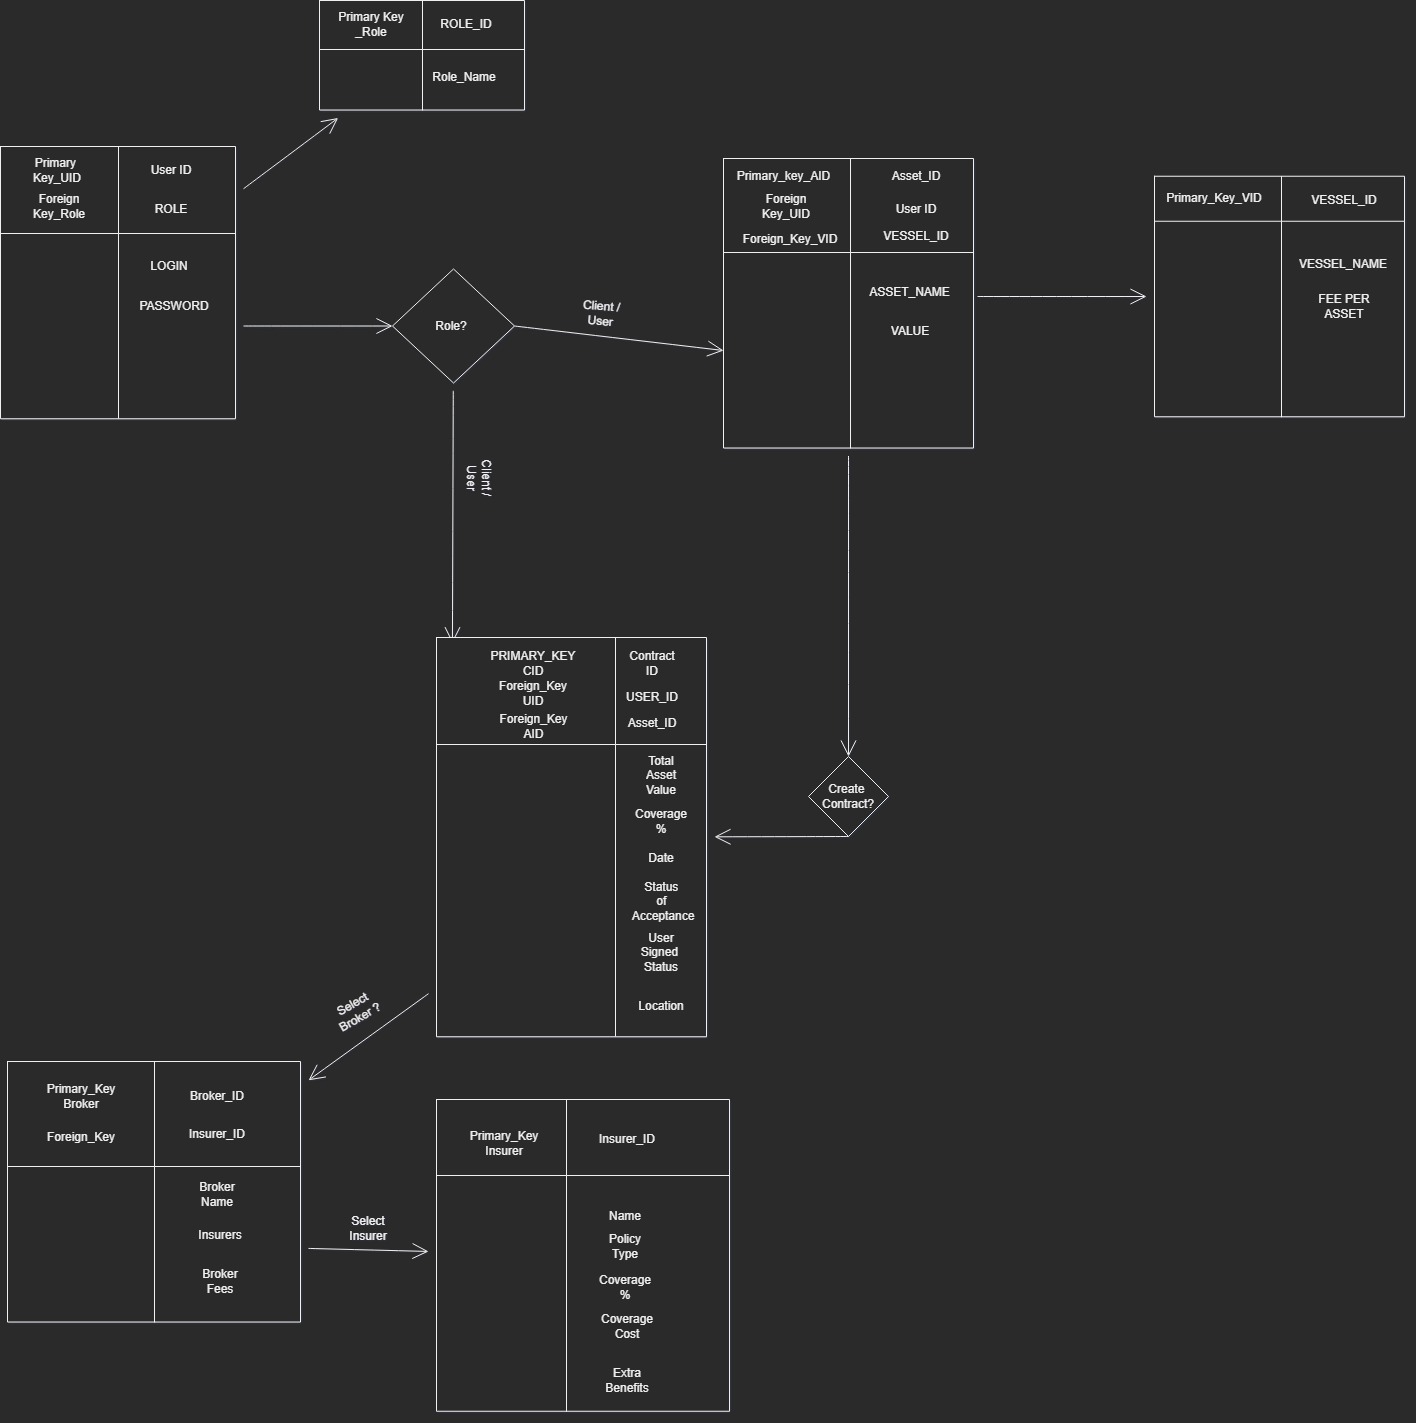 Primary Key
_Role
ROLE_ID
Role_Name
Primary
Key_UID
User ID
Foreign
Key_Role
ROLE
LOGIN
PASSWORD
Role?
Client /
User
Client /
User
Primary_key_AID
Asset_ID
Foreign
Key_UID
User ID
Foreign_Key_VID
VESSEL_ID
ASSET_NAME
VALUE
Primary_Key_VID
VESSEL_ID
VESSEL_NAME
FEE PER
ASSET
PRIMARY_KEY
CID
Contract
ID
Foreign_Key
UID
USER_ID
Foreign_Key
AID
Asset_ID
Total
Asset
Value
Coverage
%
Date
Status
of
Acceptance
User
Signed
Status
Location
Create
Contract?
Select
Broker ?
Primary_Key
Broker
Broker_ID
Foreign_Key
Insurer_ID
Broker
Name
Insurers
Broker
Fees
Select
Insurer
Primary_Key
Insurer
Insurer_ID
Name
Policy
Type
Coverage
%
Coverage
Cost
Extra
Benefits